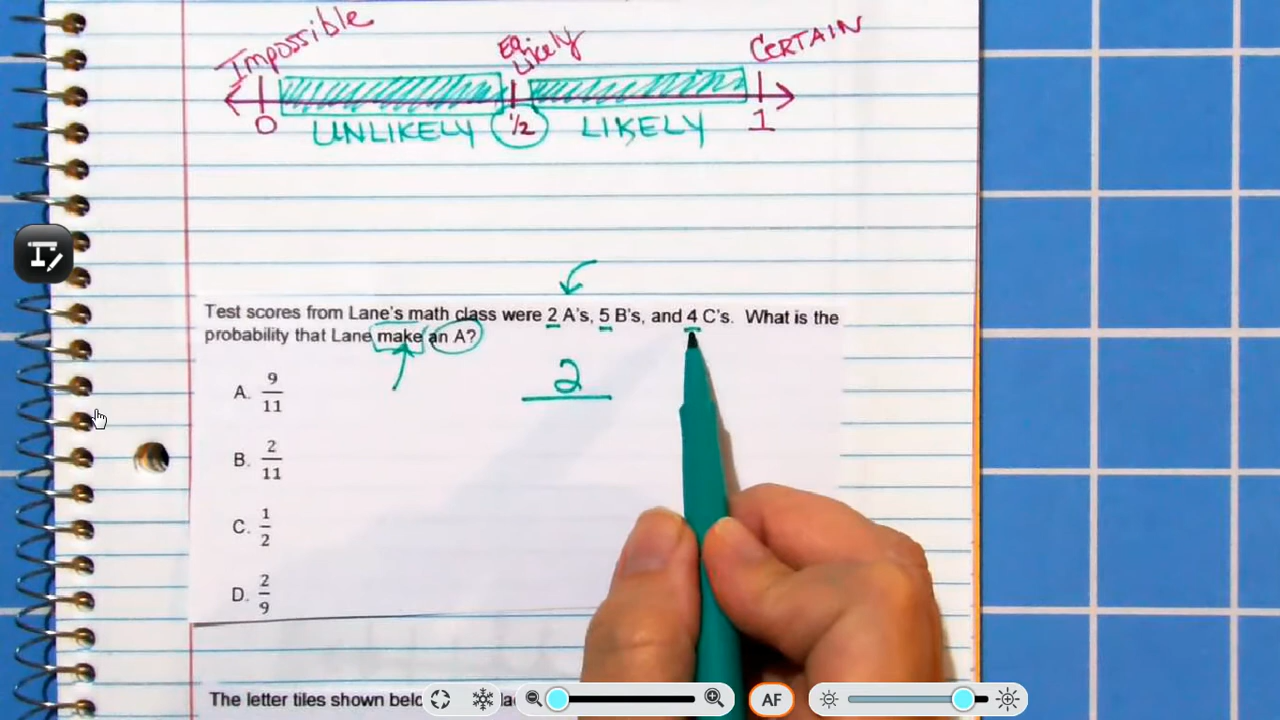 Impossible
Eq. Likely
CERTAIN
0 UNLIKELY 1/2 LIKELY 1
Test scores from Lane's math class were 2 A's, 5 B's, and 4 C's. What is the
probability that Lane make an A?
2
A. 9/11
B. 2/11
C. 1/2
D. 2/9
The letter tiles shown
AF